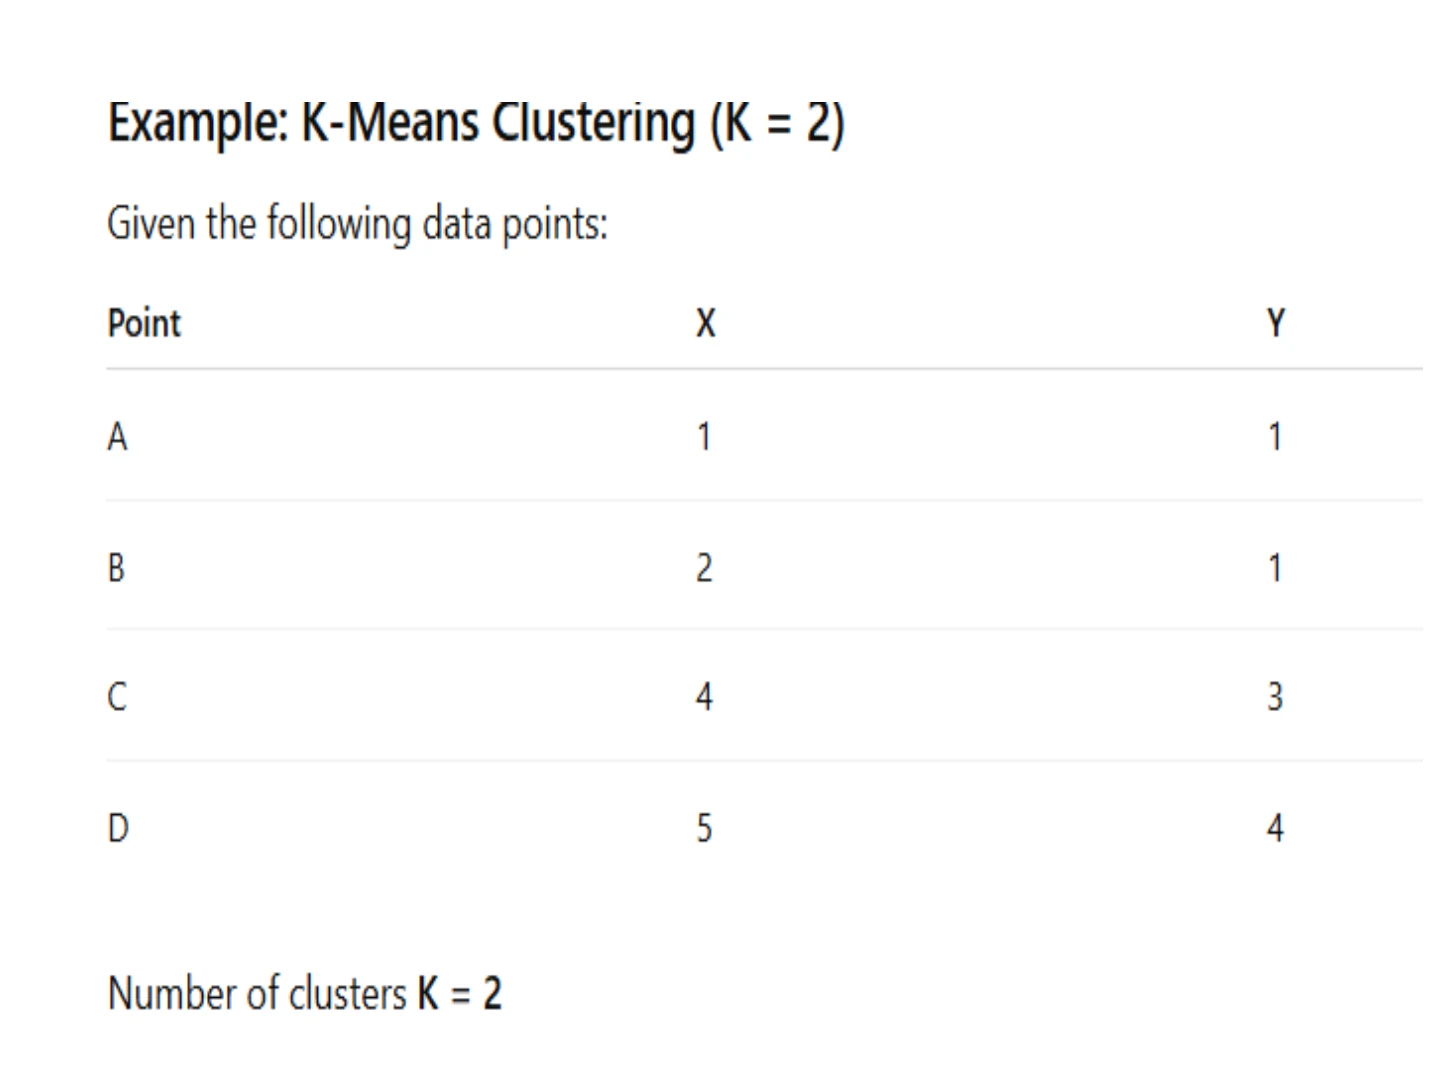 Example: K-Means Clustering (K = 2)
Given the following data points:
Point X Y
A 1 1
B 2 1
C 4 3
D 5 4
Number of clusters K = 2